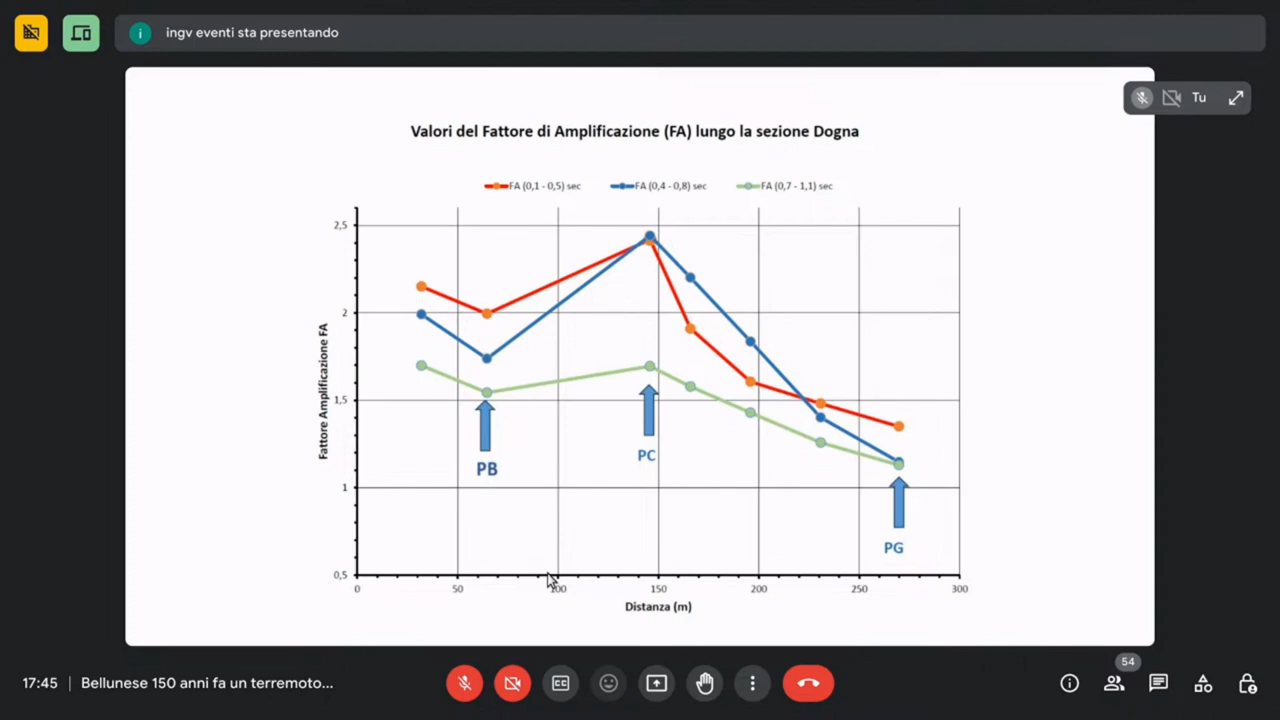 ingv eventi sta presentando
Tu
Valori del Fattore di Amplificazione (FA) lungo la sezione Dogna
FA (0,1 - 0,5) sec
FA (0,4 - 0,8) sec
FA (0,7 - 1,1) sec
2,5
2
1,5
1
0,5
Fattore Amplificazione FA
PB
PC
PG
0 50 100 150 200 250 300
Distanza (m)
17:45 | Bellunese 150 anni fa un terremoto...
54